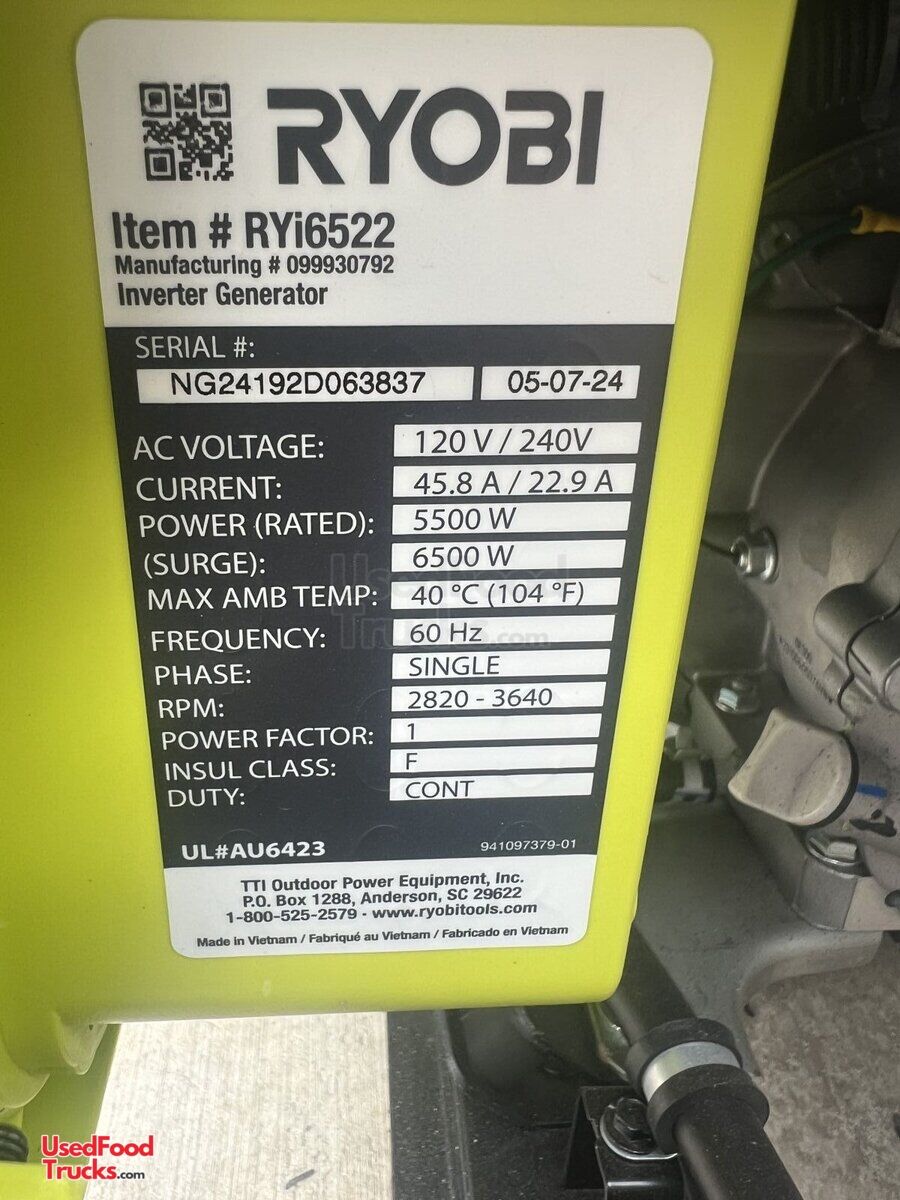 RYOBI
Item # RYi6522
Manufacturing # 099930792
Inverter Generator
SERIAL #:
NG24192D063837 05-07-24
AC VOLTAGE: 120 V / 240V
CURRENT: 45.8 A / 22.9 A
POWER (RATED): 5500 W
(SURGE): 6500 W
MAX AMB TEMP: 40 °C (104 °F)
FREQUENCY: 60 Hz
PHASE: SINGLE
RPM: 2820 - 3640
POWER FACTOR: 1
INSUL CLASS: F
DUTY: CONT
UL#AU6423 941097379-01
TTI Outdoor Power Equipment, Inc.
P.O. Box 1288, Anderson, SC 29622
1-800-525-2579 - www.ryobitools.com
Made in Vietnam / Fabriqué au Vietnam / Fabricado en Vietnam
Used Food
Trucks.com
UsedFood
Trucks.com